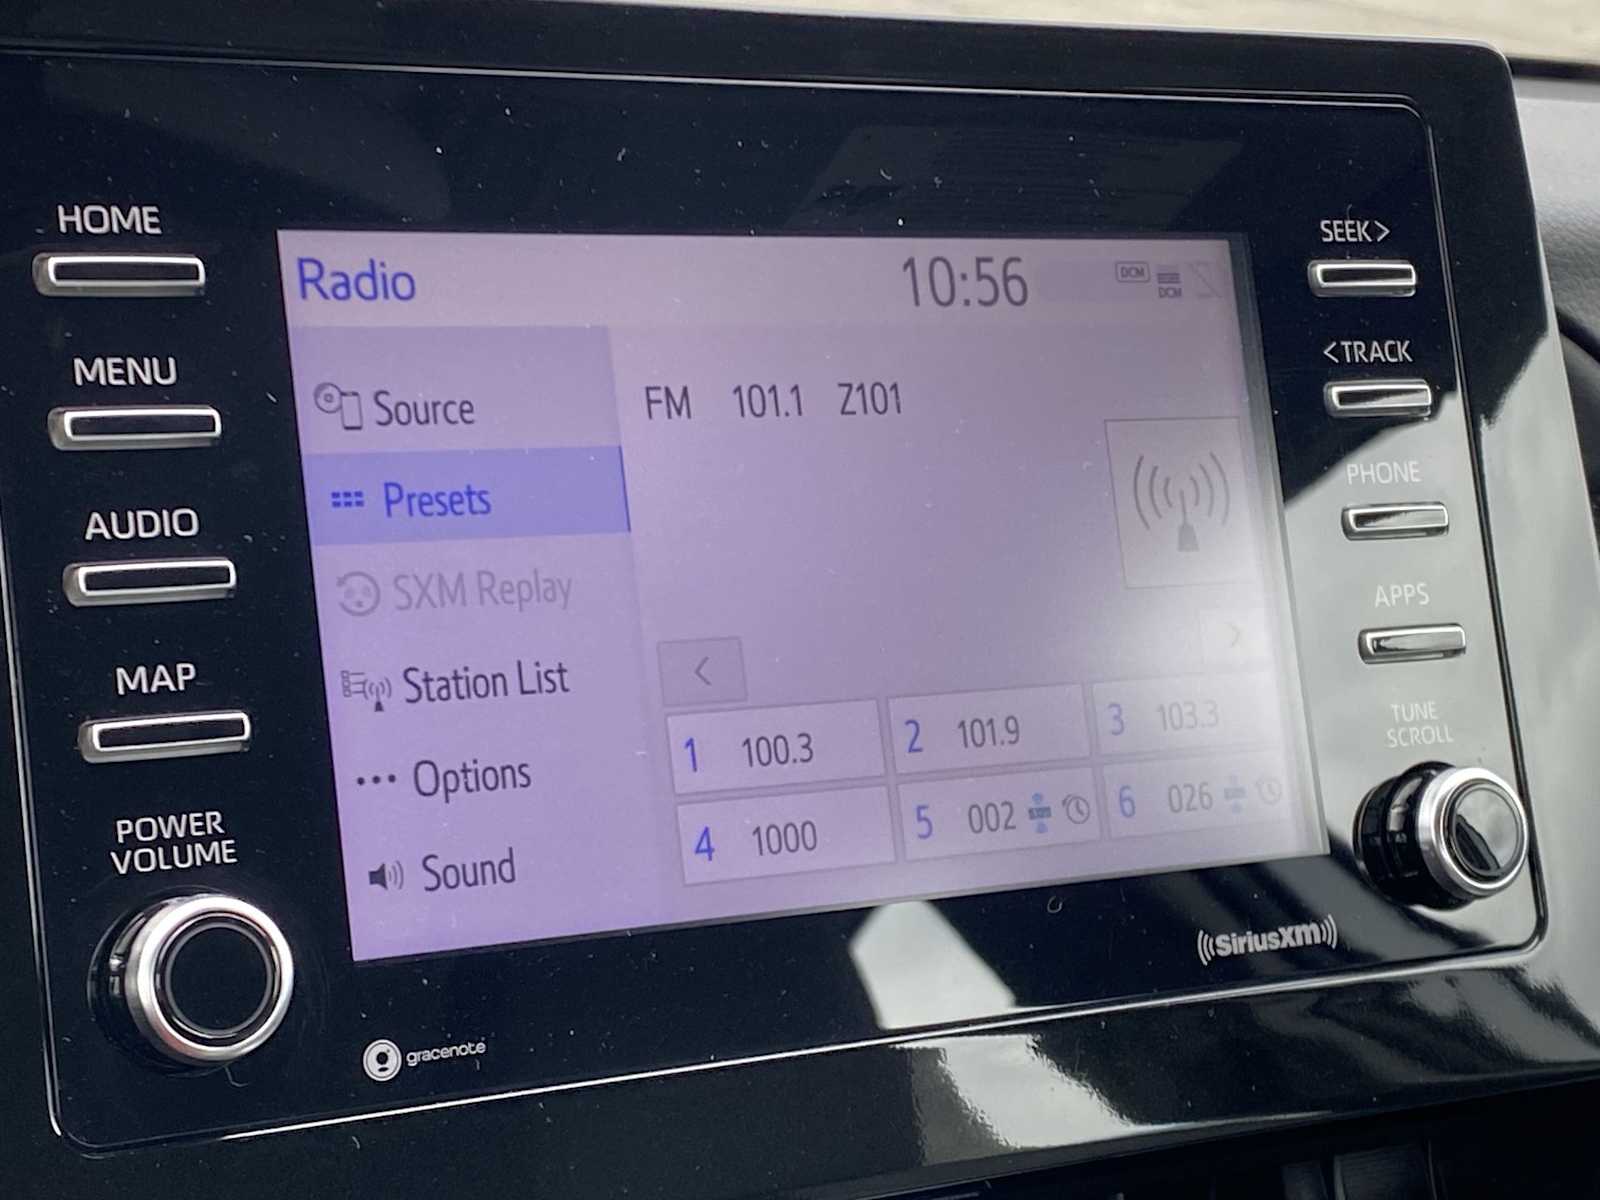 HOME
MENU
AUDIO
MAP
POWER
VOLUME
Radio
10:56
DCM
DCM
Source
Presets
SXM Replay
Station List
Options
Sound
FM 101.1 Z101
<
>
1 100.3
2 101.9
3 103.3
4 1000
5 002
6 026
SEEK>
<TRACK
PHONE
APPS
TUNE
SCROLL
gracenote
SiriusXM